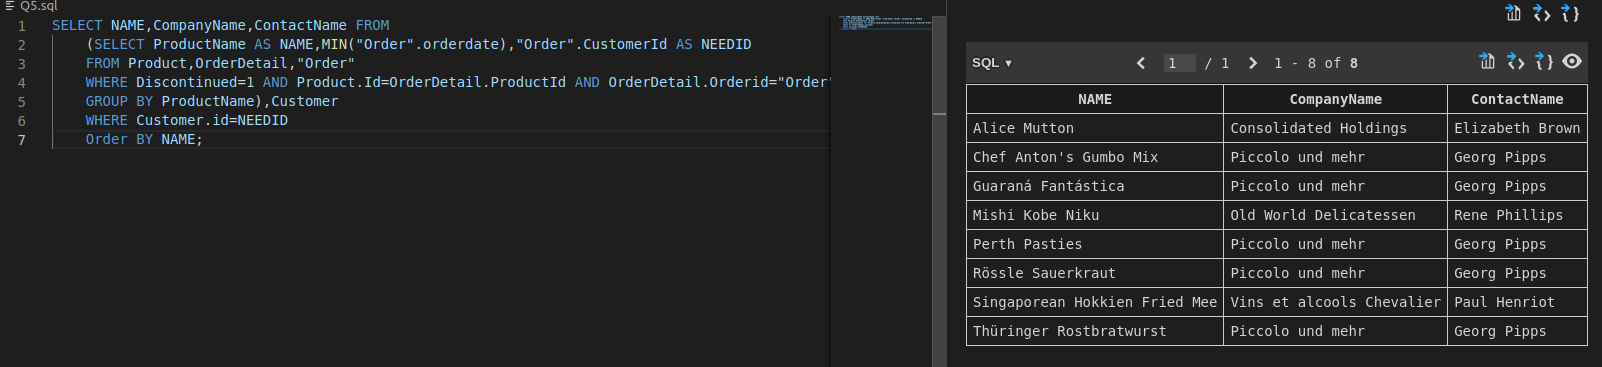 Q5.sql
1 SELECT NAME,CompanyName,ContactName FROM
2 (SELECT ProductName AS NAME,MIN("Order".orderdate),"Order".CustomerId AS NEEDID
3 FROM Product,OrderDetail,"Order"
4 WHERE Discontinued=1 AND Product.Id=OrderDetail.ProductId AND OrderDetail.Orderid="Order"
5 GROUP BY ProductName),Customer
6 WHERE Customer.id=NEEDID
7 Order BY NAME;
SQL ▼ 1 / 1 1 - 8 of 8
NAME CompanyName ContactName
Alice Mutton Consolidated Holdings Elizabeth Brown
Chef Anton's Gumbo Mix Piccolo und mehr Georg Pipps
Guaraná Fantástica Piccolo und mehr Georg Pipps
Mishi Kobe Niku Old World Delicatessen Rene Phillips
Perth Pasties Piccolo und mehr Georg Pipps
Rössle Sauerkraut Piccolo und mehr Georg Pipps
Singaporean Hokkien Fried Mee Vins et alcools Chevalier Paul Henriot
Thüringer Rostbratwurst Piccolo und mehr Georg Pipps